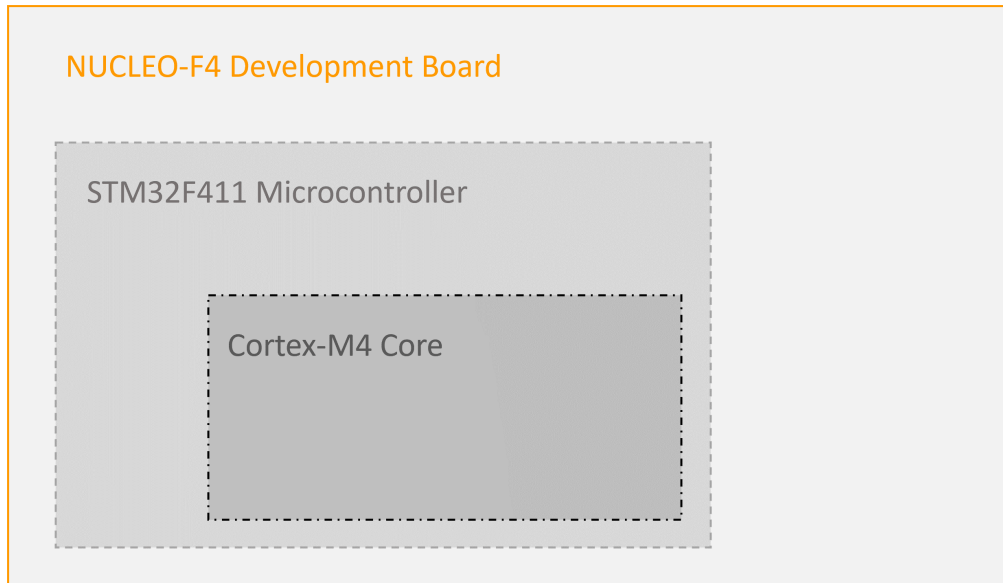 NUCLEO-F4 Development Board
STM32F411 Microcontroller
Cortex-M4 Core